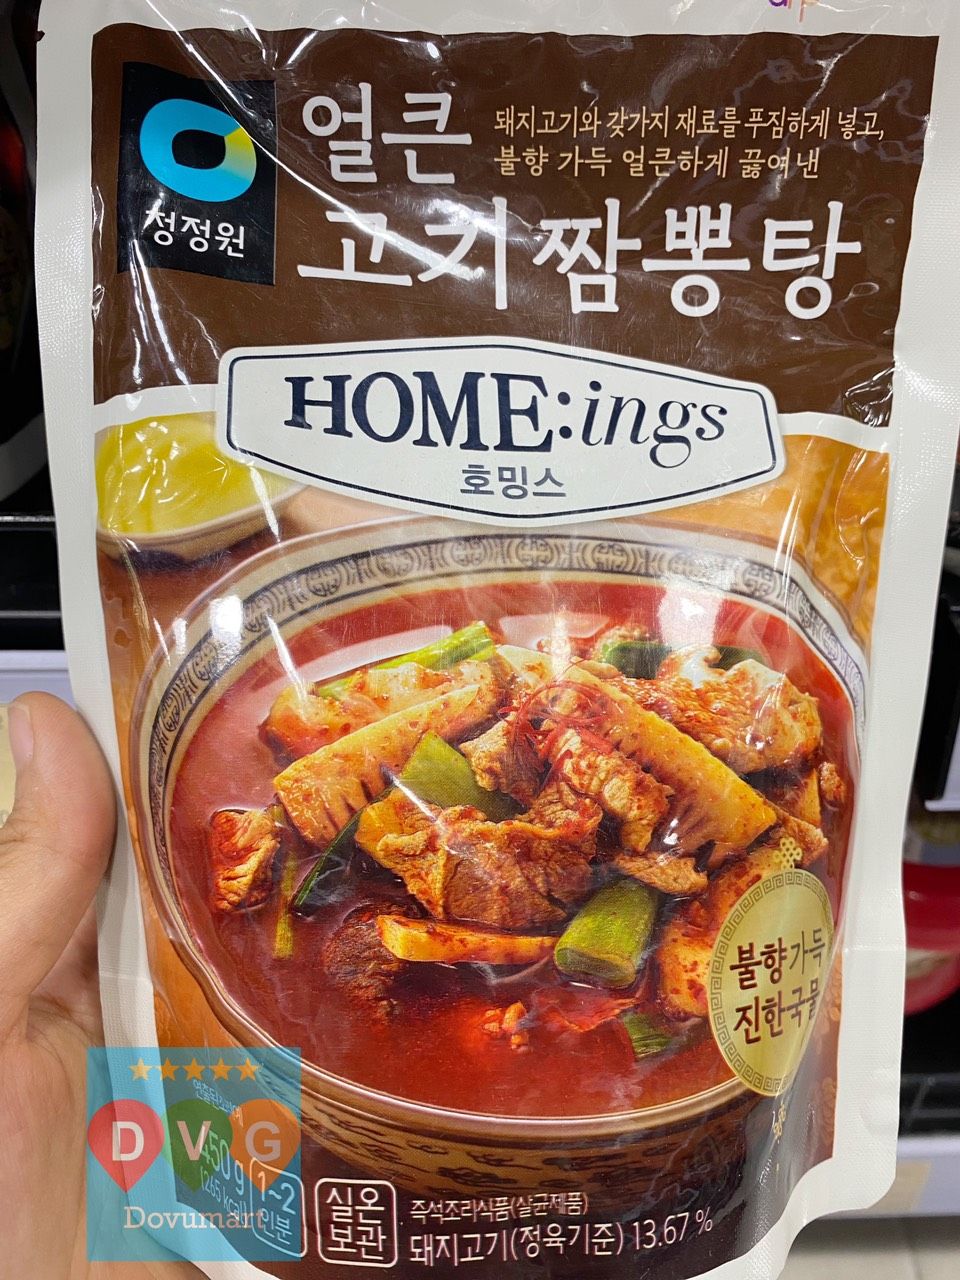 청정원
얼큰
돼지고기와 갖가지 재료를 푸짐하게 넣고,
불향 가득 얼큰하게 끓여 낸
고기짬뽕탕
HOME:ings
호밍스
불향가득
진한국물
DVG
Dovumart
450g
(265 kcal)
1~2
인분
실온
보관
즉석조리식품(살균제품)
돼지고기(정육기준) 13.67%